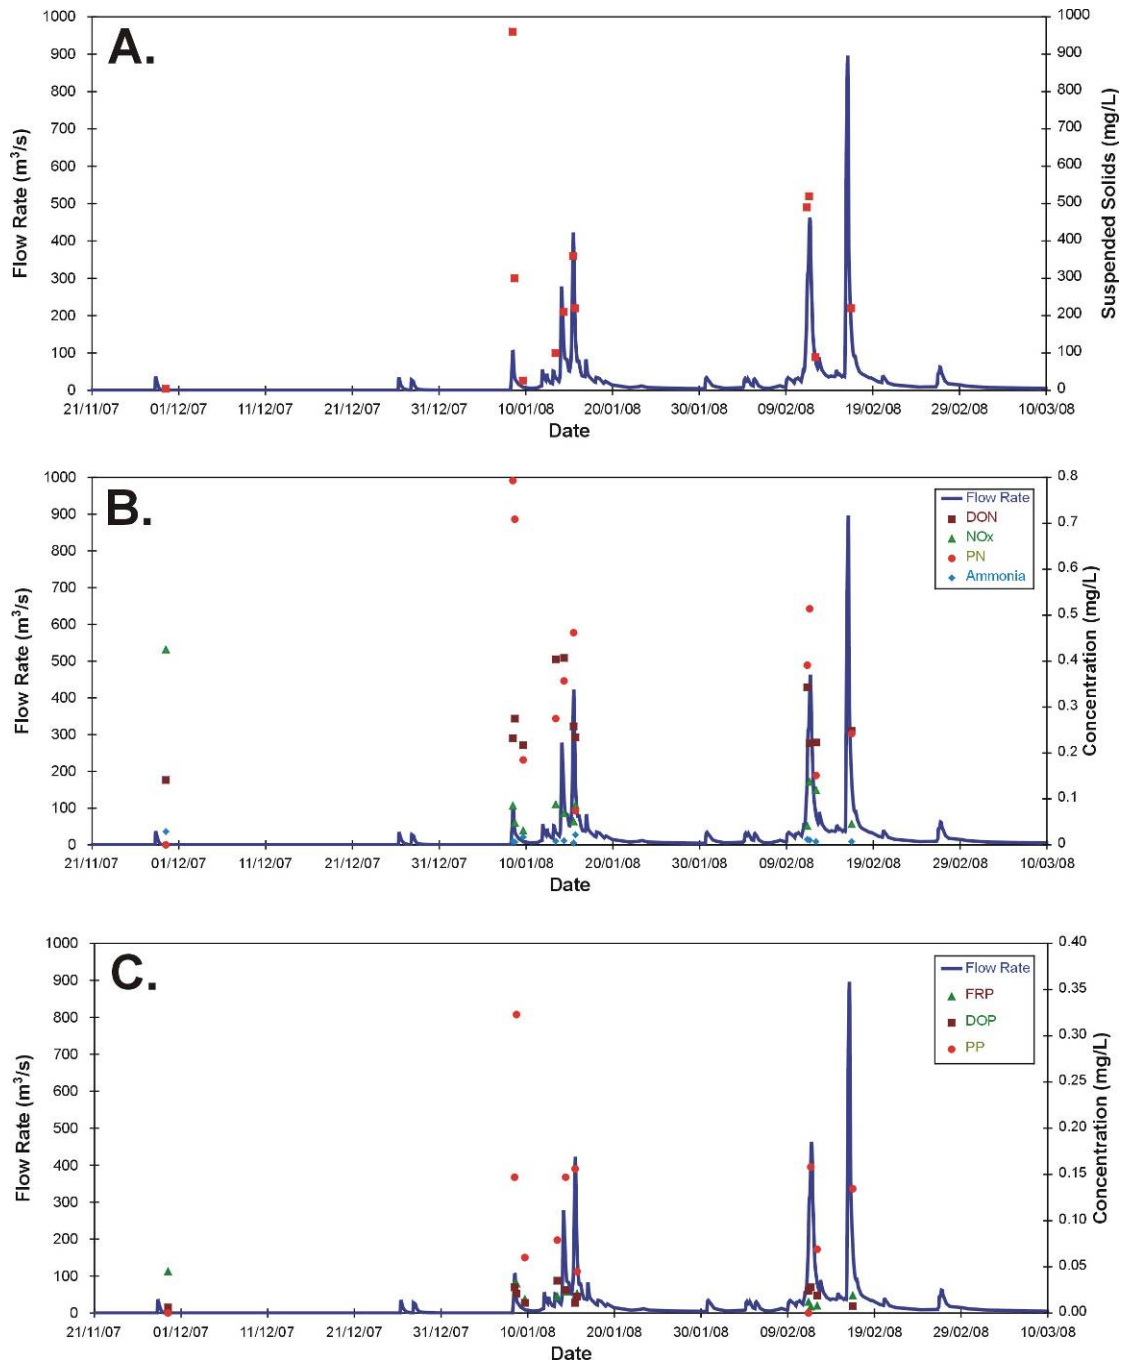 A.
1000
900
800
700
600
500
400
300
200
100
0
Flow Rate (m³/s)
1000
900
800
700
600
500
400
300
200
100
0
Suspended Solids (mg/L)
21/11/07 01/12/07 11/12/07 21/12/07 31/12/07 10/01/08 20/01/08 30/01/08 09/02/08 19/02/08 29/02/08 10/03/08
Date
B.
1000
900
800
700
600
500
400
300
200
100
0
Flow Rate (m³/s)
Flow Rate
DON
NOx
PN
Ammonia
0.8
0.7
0.6
0.5
0.4
0.3
0.2
0.1
0
Concentration (mg/L)
21/11/07 01/12/07 11/12/07 21/12/07 31/12/07 10/01/08 20/01/08 30/01/08 09/02/08 19/02/08 29/02/08 10/03/08
Date
C.
1000
900
800
700
600
500
400
300
200
100
0
Flow Rate (m³/s)
Flow Rate
FRP
DOP
PP
0.40
0.35
0.30
0.25
0.20
0.15
0.10
0.05
0.00
Concentration (mg/L)
21/11/07 01/12/07 11/12/07 21/12/07 31/12/07 10/01/08 20/01/08 30/01/08 09/02/08 19/02/08 29/02/08 10/03/08
Date